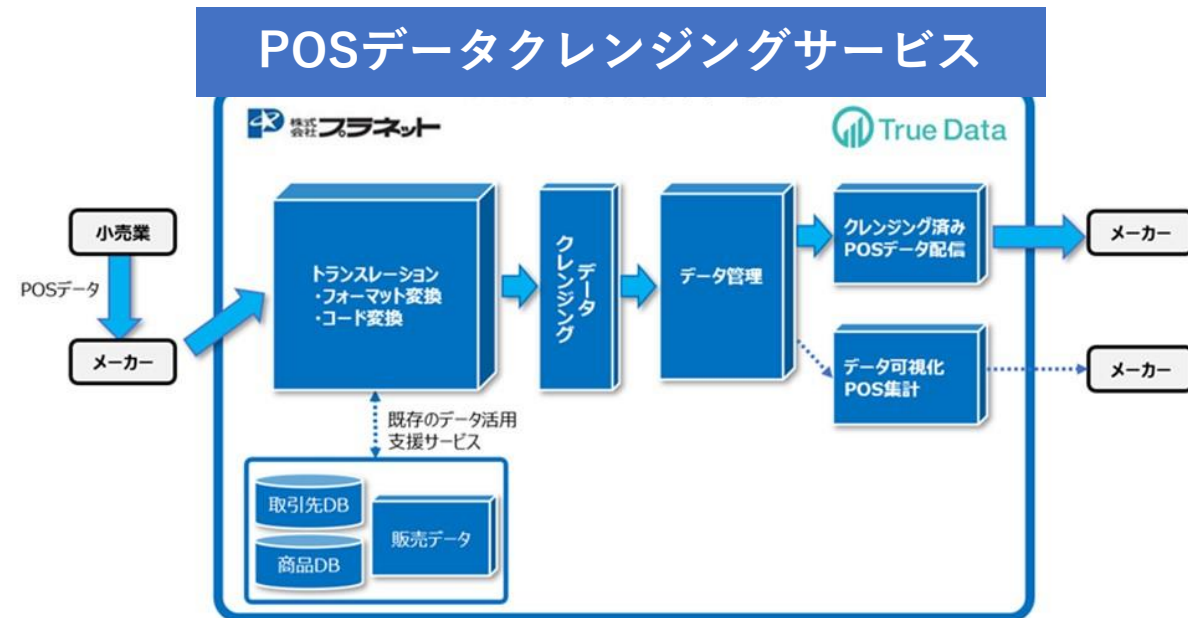 POSデータクレンジングサービス
株式会社プラネット
True Data
小売業
POSデータ
メーカー
トランスレーション
・フォーマット変換
・コード変換
データ
クレンジング
データ管理
クレンジング済み
POSデータ配信
メーカー
データ可視化
POS集計
メーカー
既存のデータ活用
支援サービス
取引先DB
商品DB
販売データ